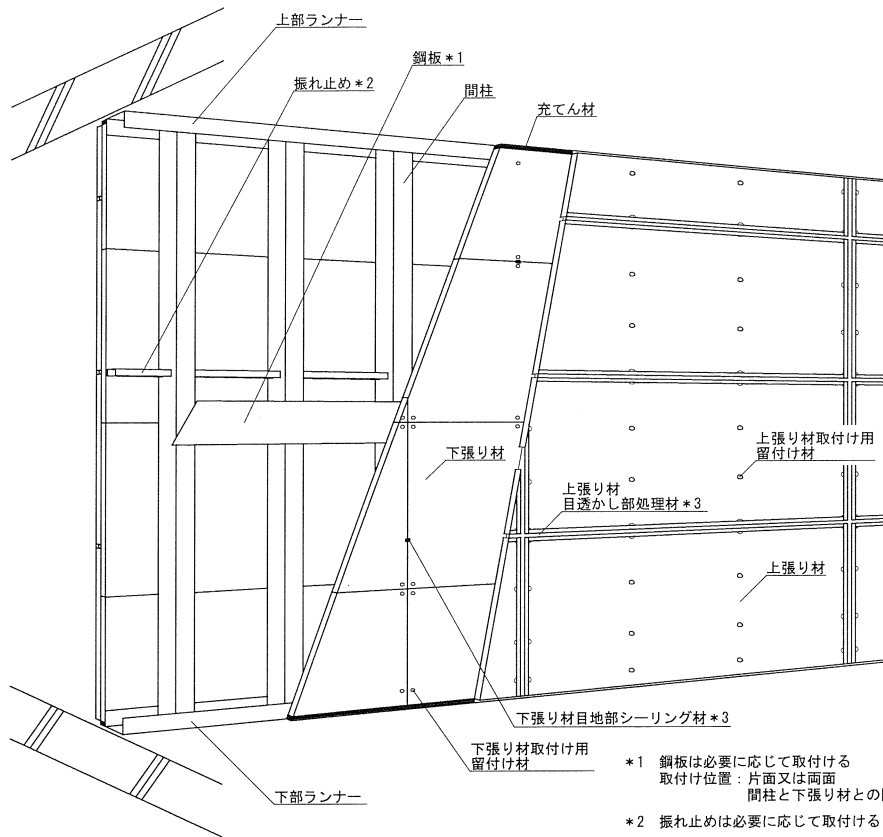 上部ランナー
鋼板*1
振れ止め*2
間柱
充てん材
上張り材取付け用
留付け材
下張り材
上張り材
目透かし部処理材*3
上張り材
下張り材目地部シーリング材*3
下張り材取付け用
留付け材
下部ランナー
*1 鋼板は必要に応じて取付ける
取付け位置：片面又は両面
間柱と下張り材との
*2 振れ止めは必要に応じて取付ける